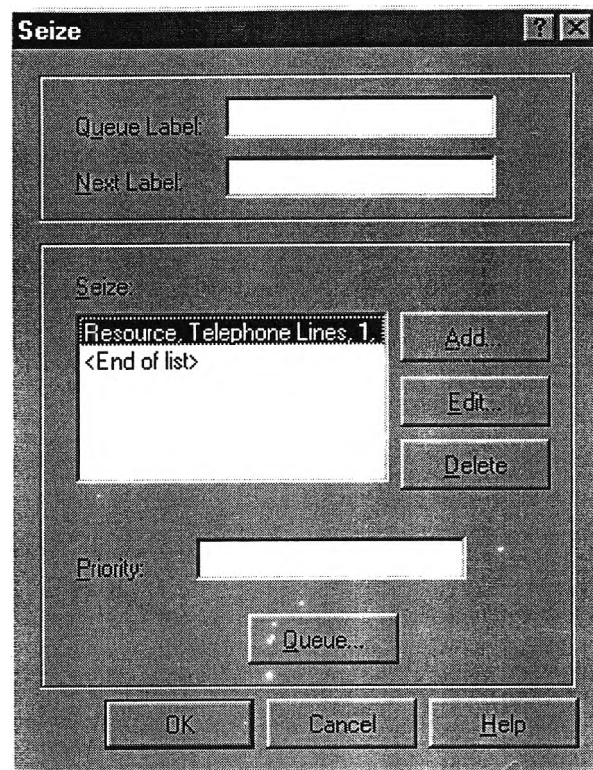 Seize
Queue Label:
Next Label:
Seize:
Resource, Telephone Lines, 1,
<End of list>
Add...
Edit...
Delete
Priority:
Queue...
OK
Cancel
Help